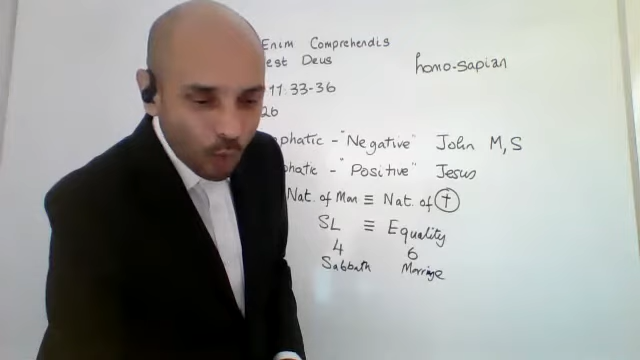 Enim Comprehendis
est Deus
homo-sapian
11:33-36
26
phatic - "Negative" John M, S
phatic - "Positive" Jesus
Nat. of Man ≡ Nat. of †
SL ≡ Equality
4 6
Sabbath Marriage